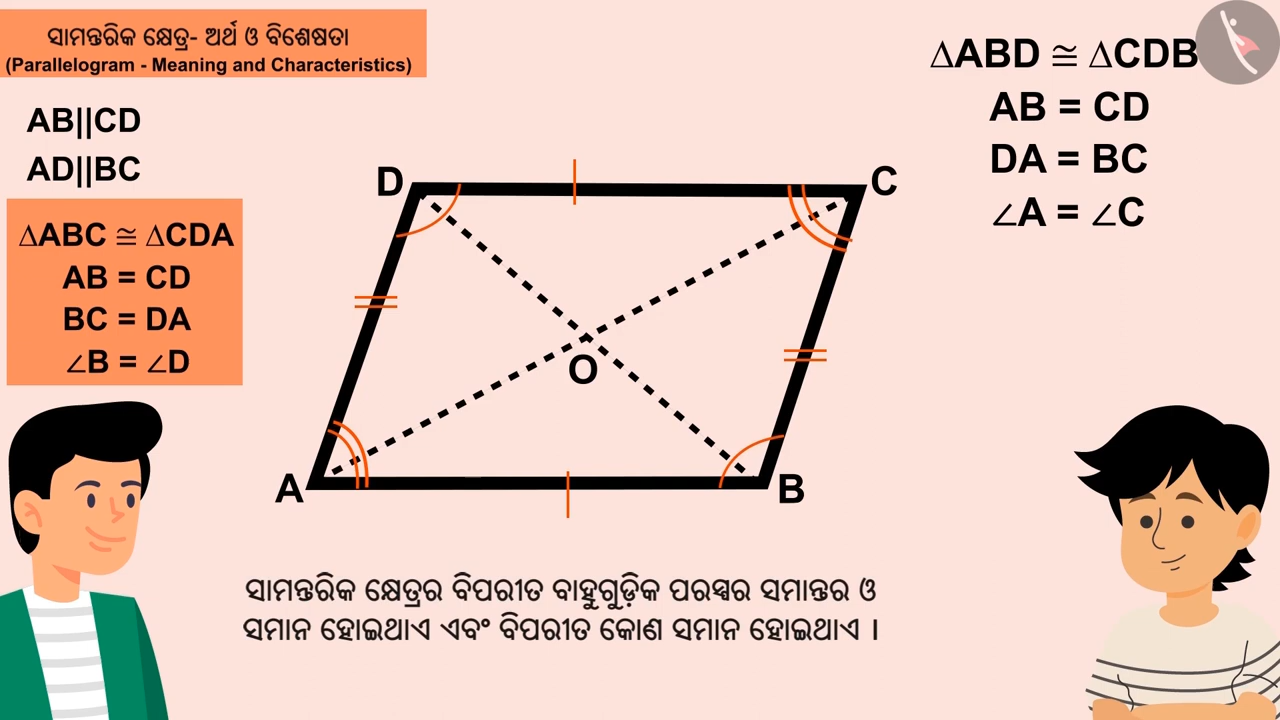 ସାମନ୍ତରିକ କ୍ଷେତ୍ର- ଅର୍ଥ ଓ ବିଶେଷତା
(Parallelogram - Meaning and Characteristics)
AB||CD
AD||BC
∆ABC ≅ ∆CDA
AB = CD
BC = DA
∠B = ∠D
∆ABD ≅ ∆CDB
AB = CD
DA = BC
∠A = ∠C
D
C
O
A
B
ସାମନ୍ତରିକ କ୍ଷେତ୍ରର ବିପରୀତ ବାହୁଗୁଡ଼ିକ ପରସ୍ପର ସମାନ୍ତର ଓ
ସମାନ ହୋଇଥାଏ ଏବଂ ବିପରୀତ କୋଣ ସମାନ ହୋଇଥାଏ ।